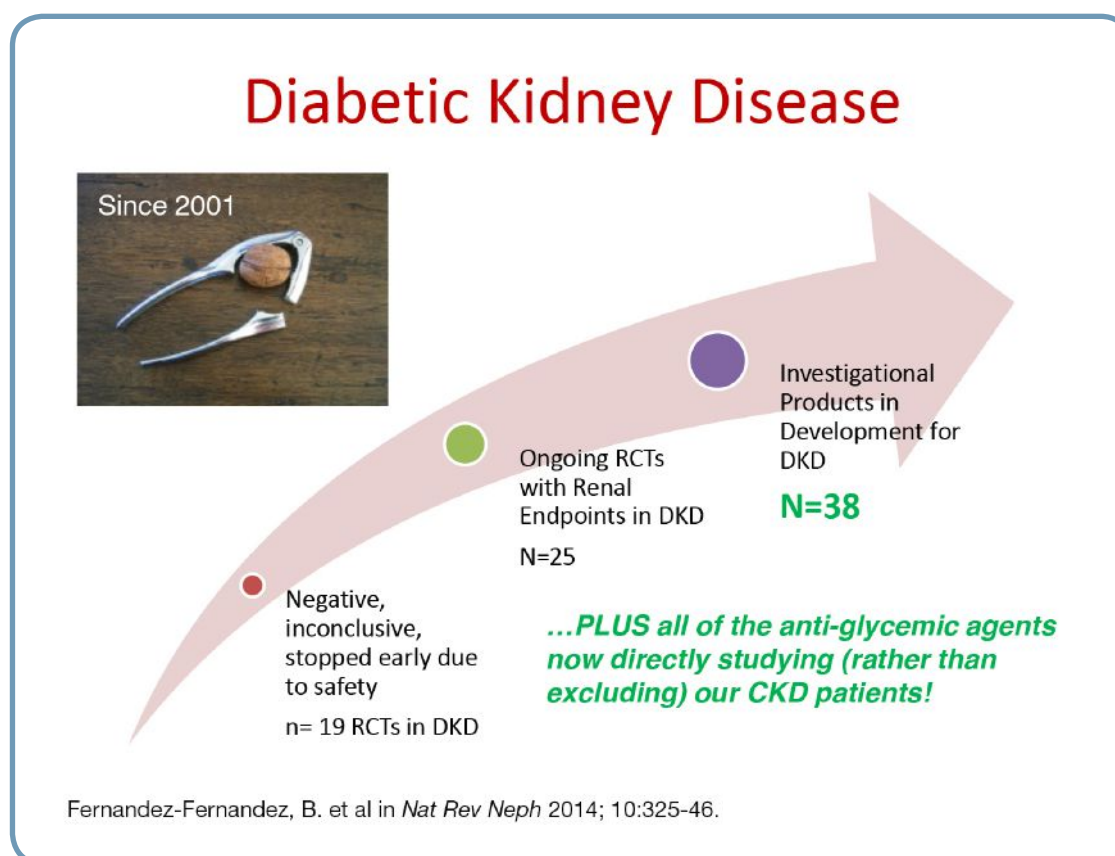 Diabetic Kidney Disease
Since 2001
Investigational
Products in
Development for
DKD
N=38
Ongoing RCTs
with Renal
Endpoints in DKD
N=25
Negative,
inconclusive,
stopped early due
to safety
n= 19 RCTs in DKD
...PLUS all of the anti-glycemic agents
now directly studying (rather than
excluding) our CKD patients!
Fernandez-Fernandez, B. et al in Nat Rev Neph 2014; 10:325-46.